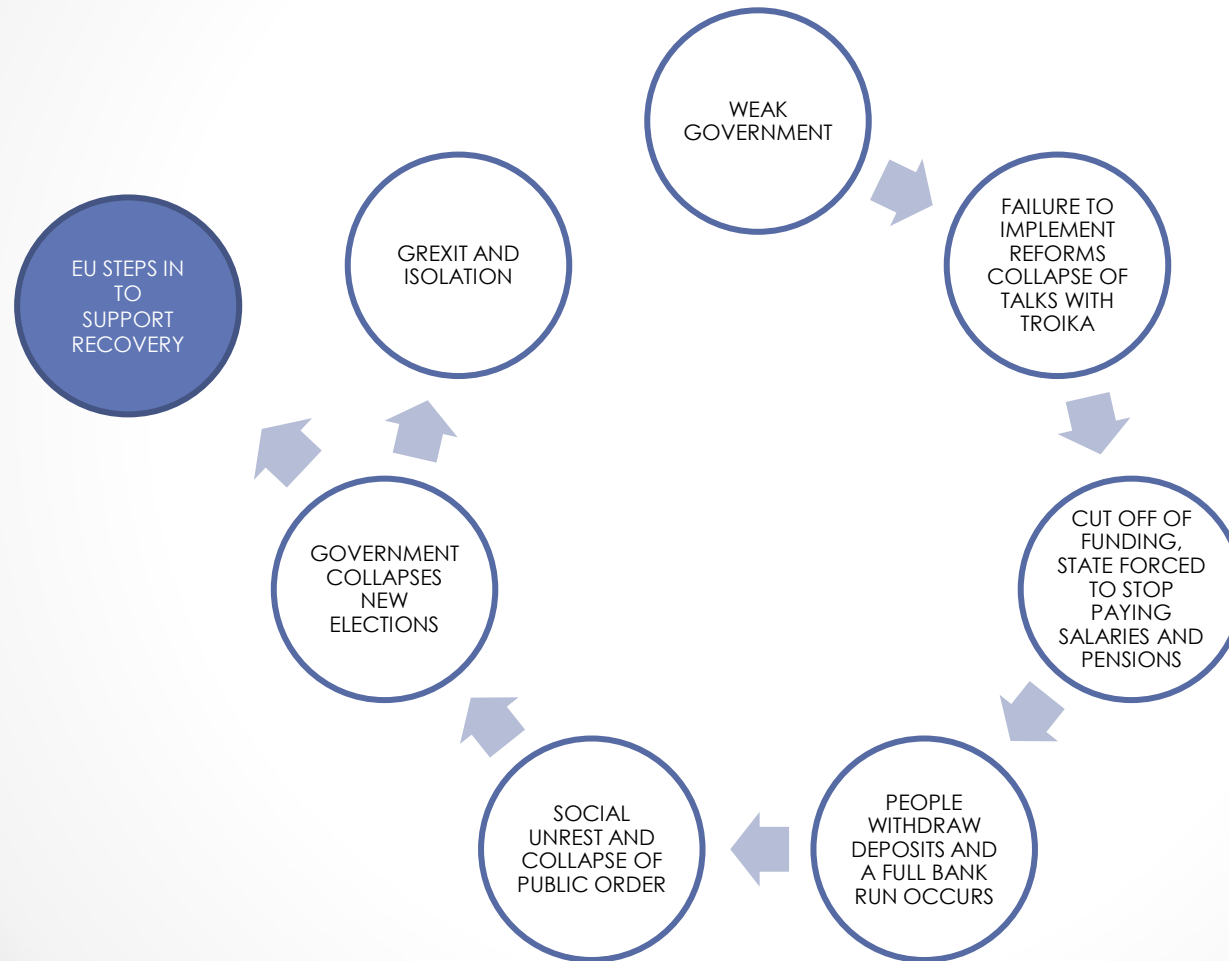 WEAK
GOVERNMENT
FAILURE TO
IMPLEMENT
REFORMS
COLLAPSE OF
TALKS WITH
TROIKA
CUT OFF OF
FUNDING,
STATE FORCED
TO STOP
PAYING
SALARIES AND
PENSIONS
PEOPLE
WITHDRAW
DEPOSITS AND
A FULL BANK
RUN OCCURS
SOCIAL
UNREST AND
COLLAPSE OF
PUBLIC ORDER
GOVERNMENT
COLLAPSES
NEW
ELECTIONS
GREXIT AND
ISOLATION
EU STEPS IN
TO
SUPPORT
RECOVERY